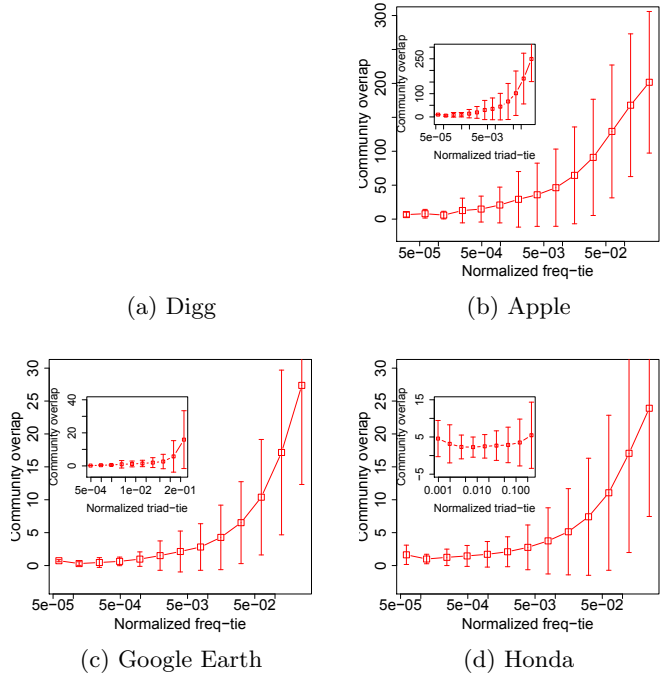 300
200
100
50
0
Community overlap
250
100
0
Community overlap
5e-05
5e-03
Normalized triad-tie
5e-05
5e-04
5e-03
5e-02
Normalized freq-tie
(a) Digg
(b) Apple
30
25
20
15
10
5
0
Community overlap
40
20
0
Community overlap
5e-04
1e-02
2e-01
Normalized triad-tie
5e-05
5e-04
5e-03
5e-02
Normalized freq-tie
30
25
20
15
10
5
0
Community overlap
15
5
-5
Community overlap
0.001
0.010
0.100
Normalized triad-tie
5e-05
5e-04
5e-03
5e-02
Normalized freq-tie
(c) Google Earth
(d) Honda